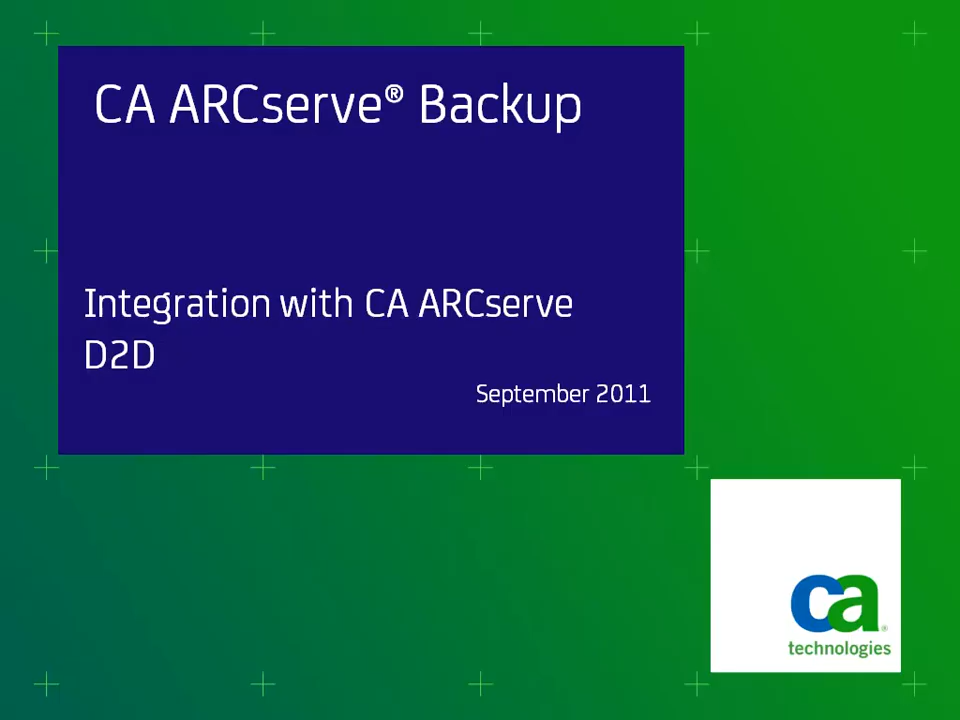 CA ARCserve® Backup
Integration with CA ARCserve
D2D
September 2011
ca®
technologies